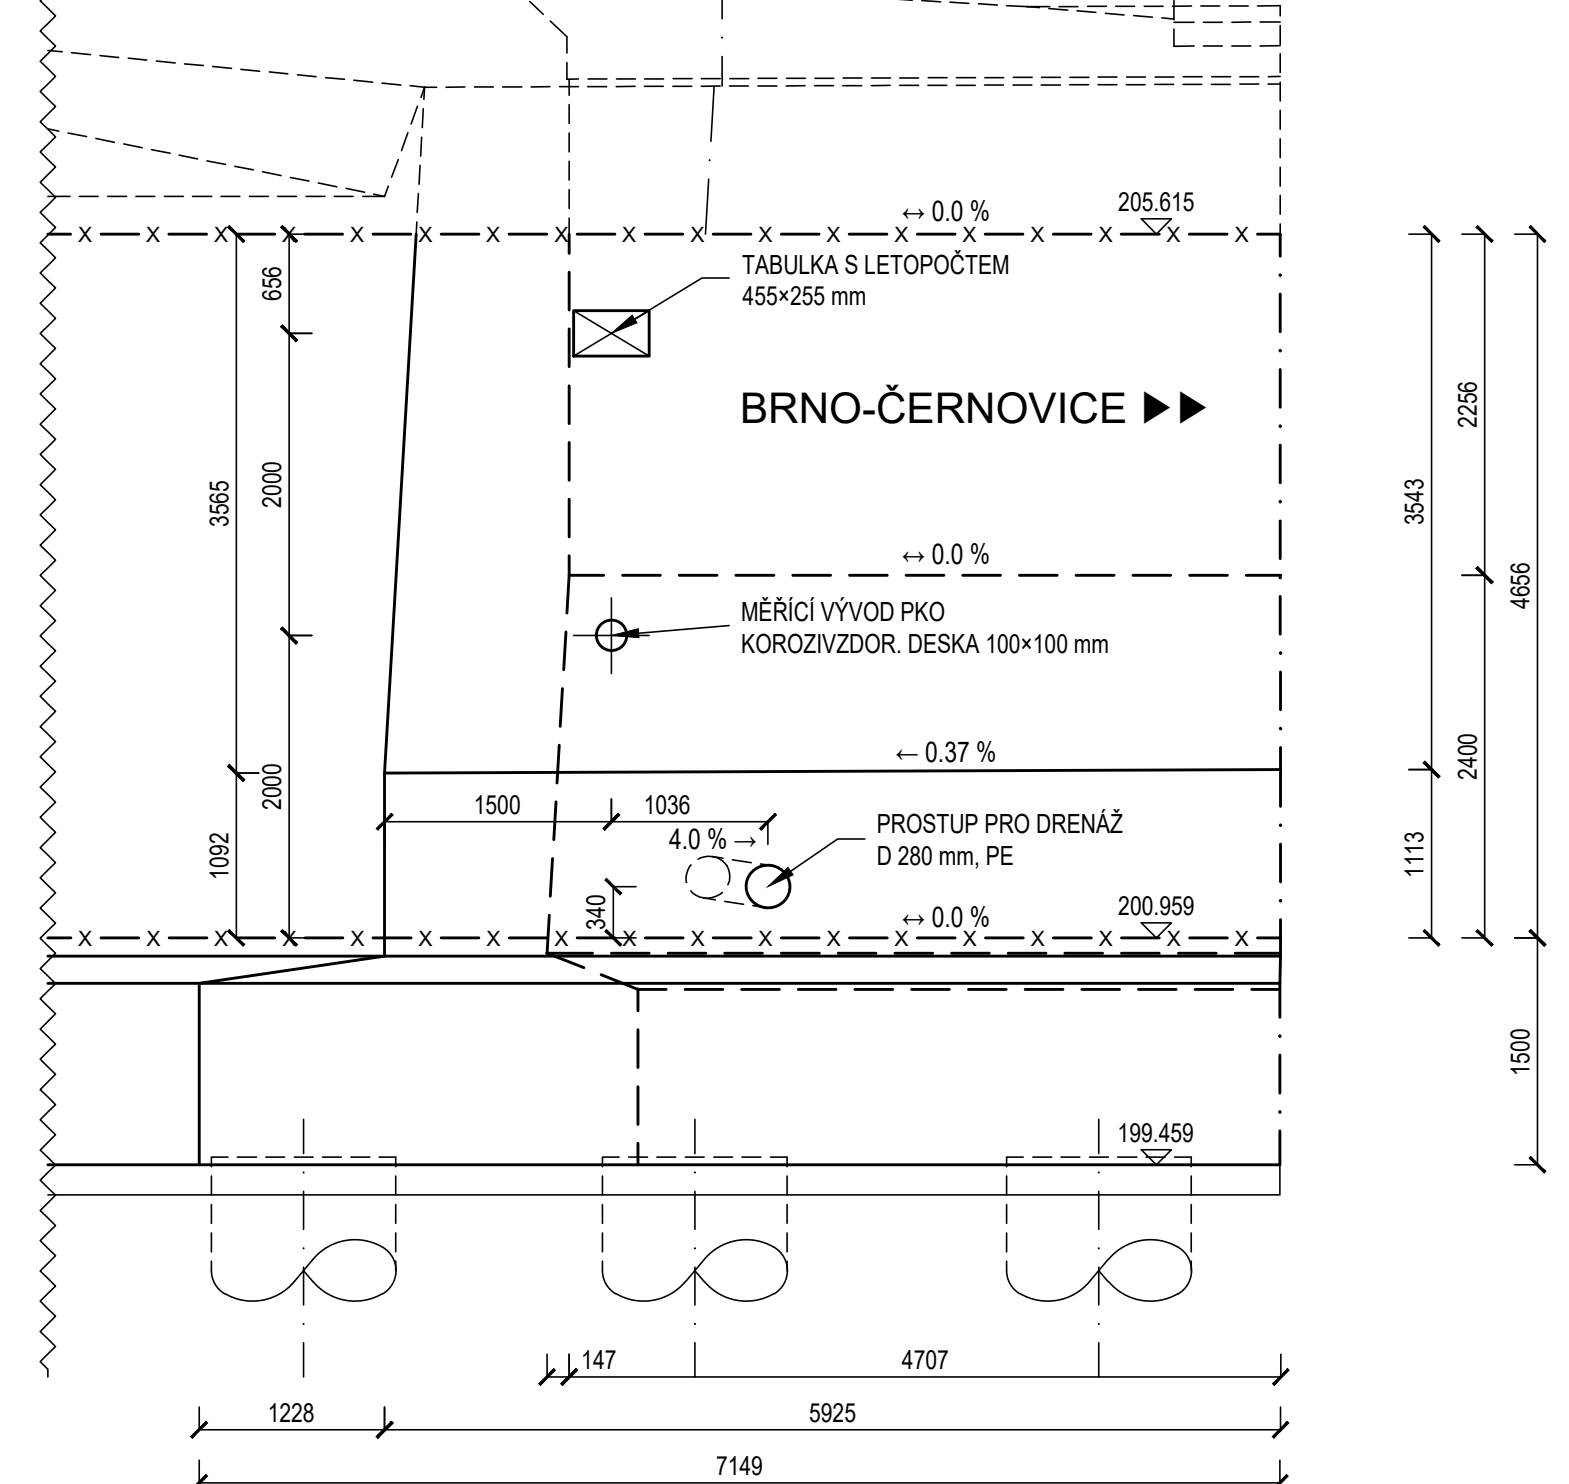 ↔ 0.0 %
205.615
X X X X X X X X X X X X X X X X X X
TABULKA S LETOPOČTEM
455×255 mm
656
BRNO-ČERNOVICE ►►
2256
2000
3565
3543
↔ 0.0 %
4656
MĚŘÍCÍ VÝVOD PKO
KOROZIVZDOR. DESKA 100×100 mm
← 0.37 %
2400
2000
1500
1036
4.0 % →
PROSTUP PRO DRENÁŽ
D 280 mm, PE
1092
1113
340
↔ 0.0 %
200.959
X X X X X X X X X X X X X X X X X X
1500
199.459
147
4707
1228
5925
7149